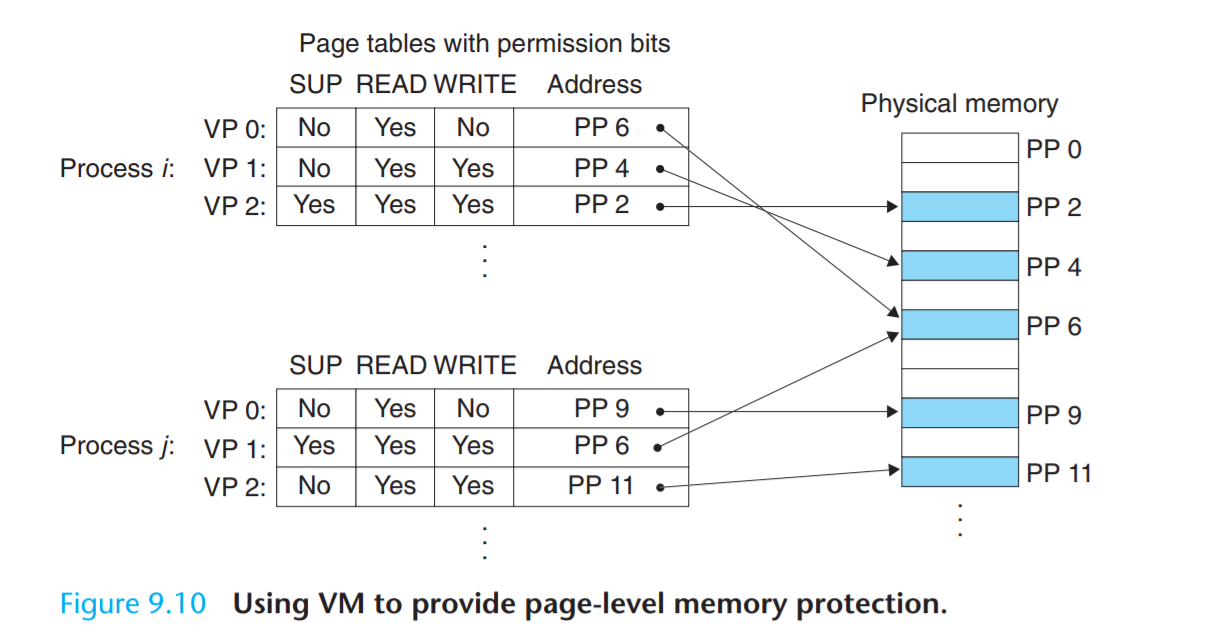 Page tables with permission bits
SUP READ WRITE Address
Physical memory
VP 0: No Yes No PP 6
PP 0
Process i: VP 1: No Yes Yes PP 4
VP 2: Yes Yes Yes PP 2
PP 2
PP 4
PP 6
SUP READ WRITE Address
VP 0: No Yes No PP 9
PP 9
Process j: VP 1: Yes Yes Yes PP 6
VP 2: No Yes Yes PP 11
PP 11
Figure 9.10 Using VM to provide page-level memory protection.